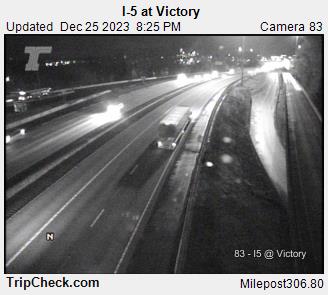 I-5 at Victory
Updated Dec 25 2023 8:25 PM Camera 83
T
N
83 - I5 @ Victory
TripCheck.com Milepost306.80